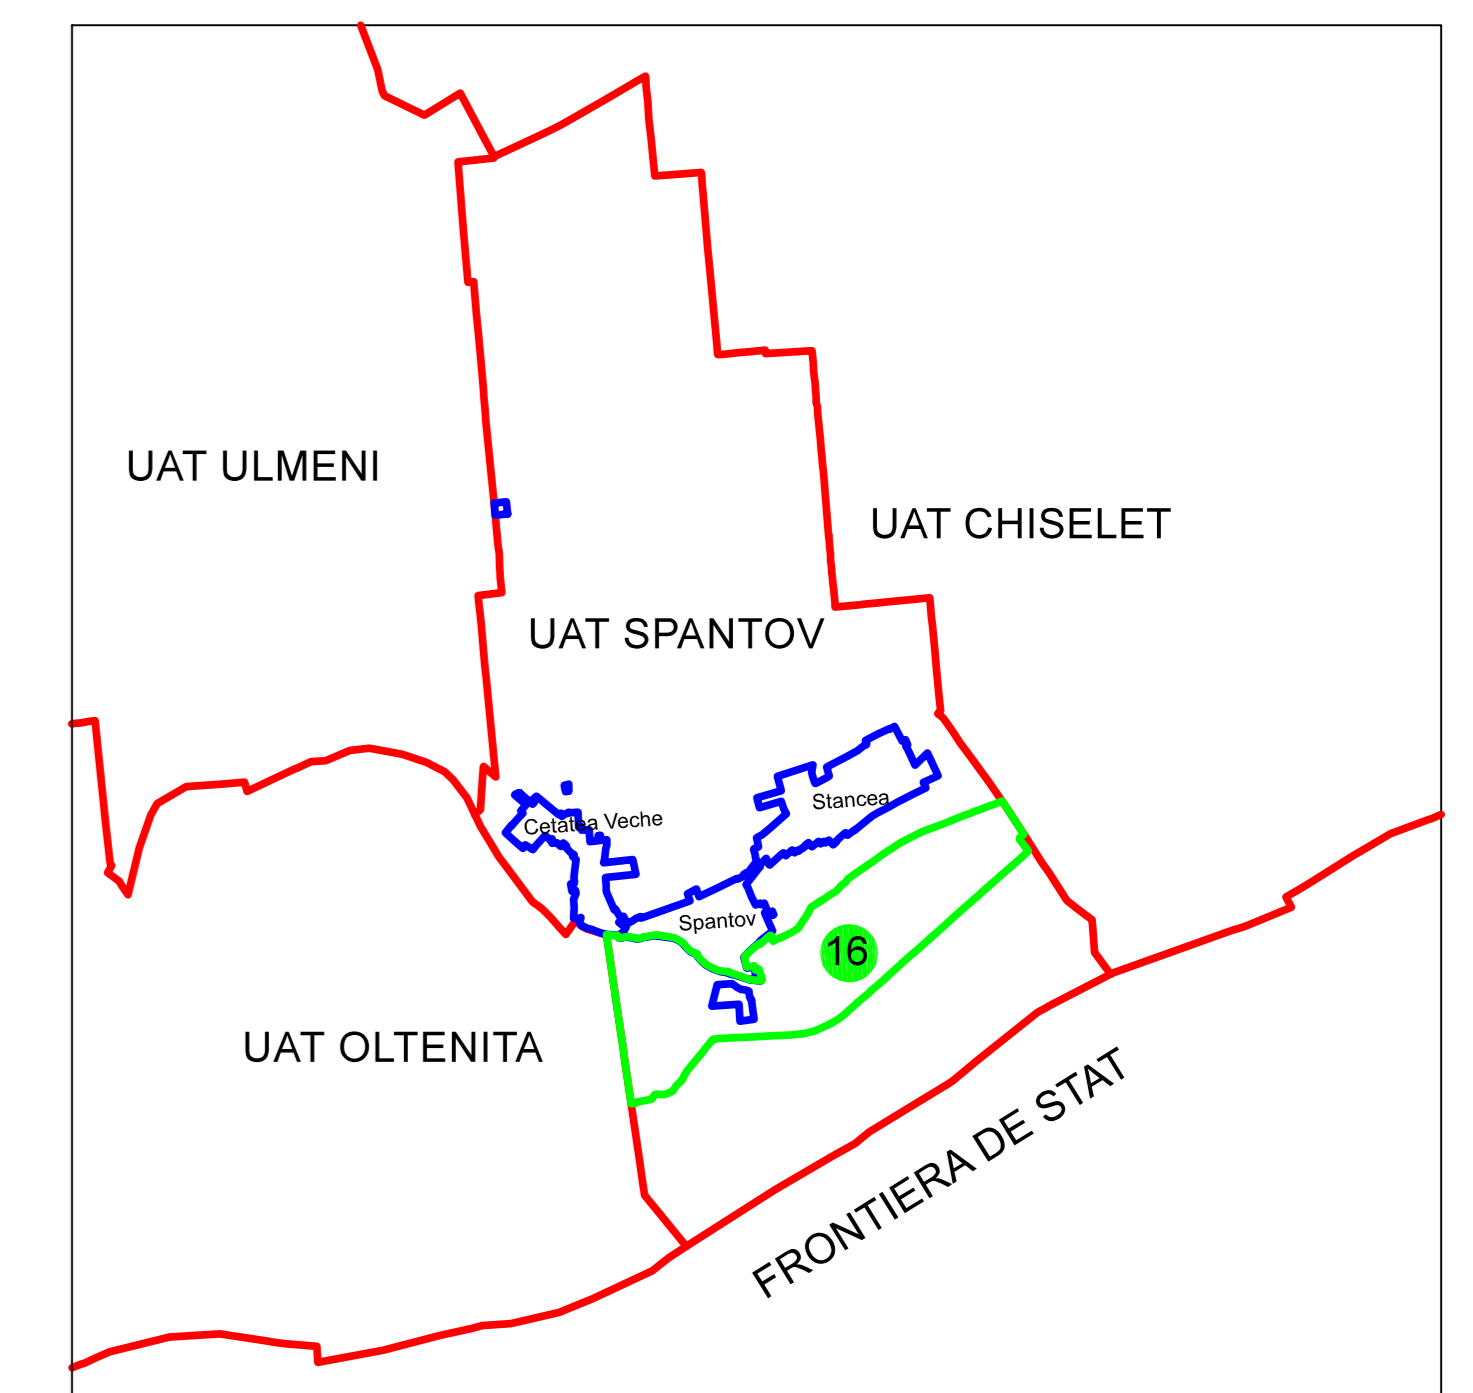 UAT ULMENI
UAT CHISELET
UAT SPANTOV
Stancea
Cetatea Veche
Spantov
16
UAT OLTENITA
FRONTIERA DE STAT